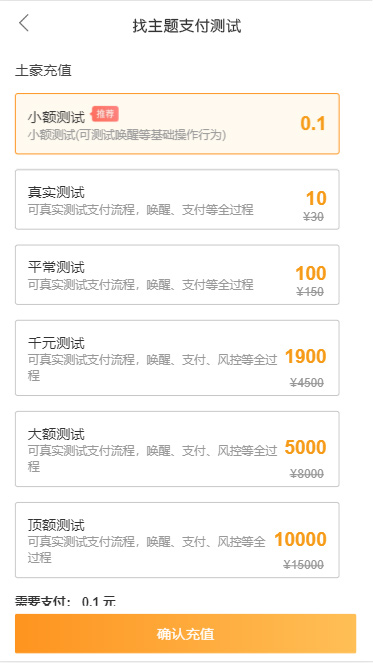 找主题支付测试
土豪充值
小额测试 推荐
小额测试(可测试唤醒等基础操作行为)
0.1
真实测试
可真实测试支付流程，唤醒、支付等全过程
10
¥30
平常测试
可真实测试支付流程，唤醒、支付等全过程
100
¥150
千元测试
可真实测试支付流程，唤醒、支付、风控等全过
程
1900
¥4500
大额测试
可真实测试支付流程，唤醒、支付、风控等全过
程
5000
¥8000
顶额测试
可真实测试支付流程，唤醒、支付、风控等全
过程
10000
¥15000
需要支付： 0.1 元
确认充值